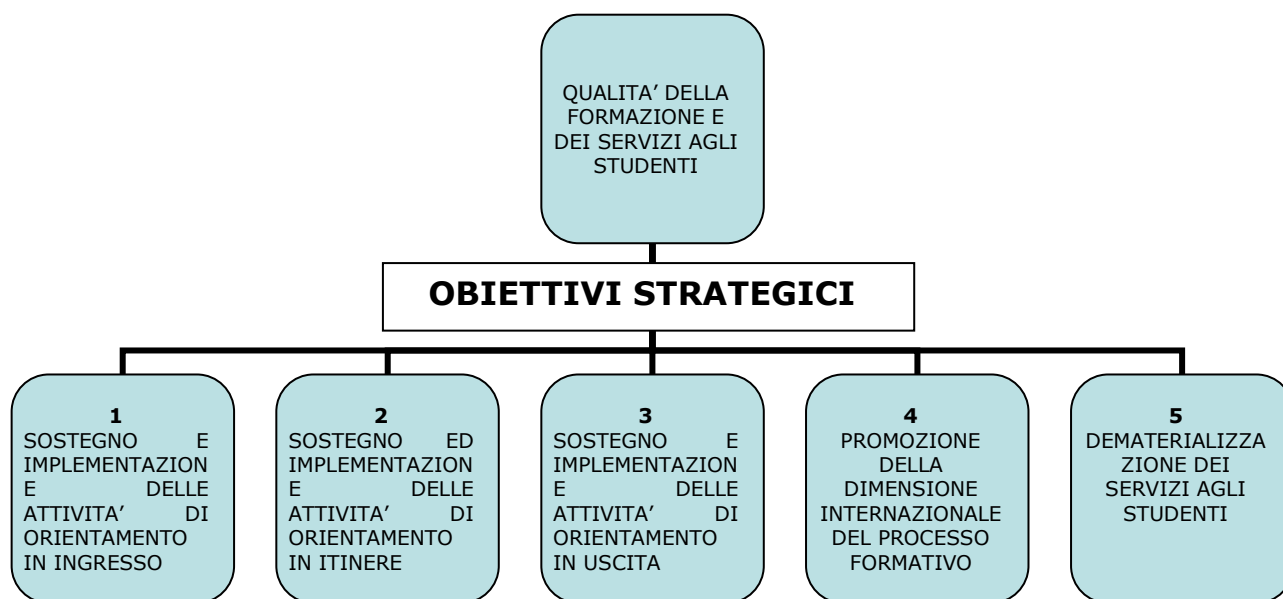 QUALITA’ DELLA
FORMAZIONE E
DEI SERVIZI AGLI
STUDENTI
OBIETTIVI STRATEGICI
1
SOSTEGNO E
IMPLEMENTAZION
E DELLE
ATTIVITA’ DI
ORIENTAMENTO
IN INGRESSO
2
SOSTEGNO ED
IMPLEMENTAZION
E DELLE
ATTIVITA’ DI
ORIENTAMENTO
IN ITINERE
3
SOSTEGNO E
IMPLEMENTAZION
E DELLE
ATTIVITA’ DI
ORIENTAMENTO
IN USCITA
4
PROMOZIONE
DELLA
DIMENSIONE
INTERNAZIONALE
DEL PROCESSO
FORMATIVO
5
DEMATERIALIZZA
ZIONE DEI
SERVIZI AGLI
STUDENTI